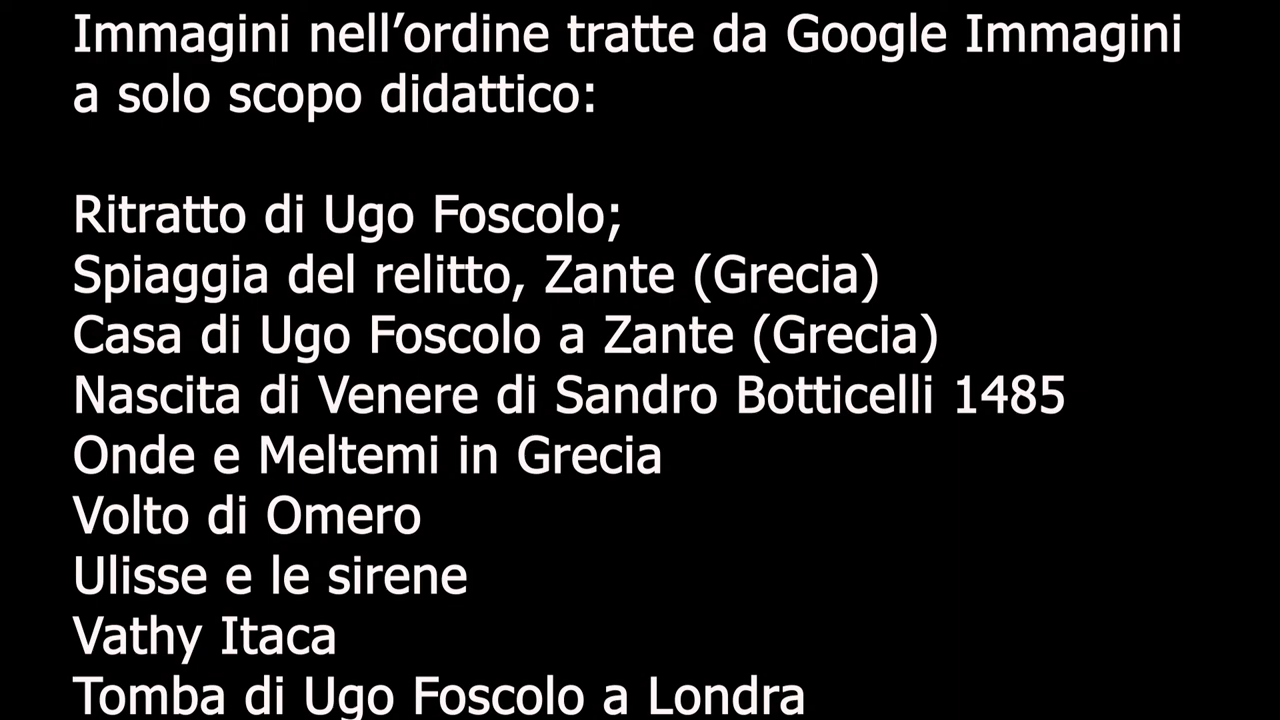 Immagini nell’ordine tratte da Google Immagini
a solo scopo didattico:
Ritratto di Ugo Foscolo;
Spiaggia del relitto, Zante (Grecia)
Casa di Ugo Foscolo a Zante (Grecia)
Nascita di Venere di Sandro Botticelli 1485
Onde e Meltemi in Grecia
Volto di Omero
Ulisse e le sirene
Vathy Itaca
Tomba di Ugo Foscolo a Londra